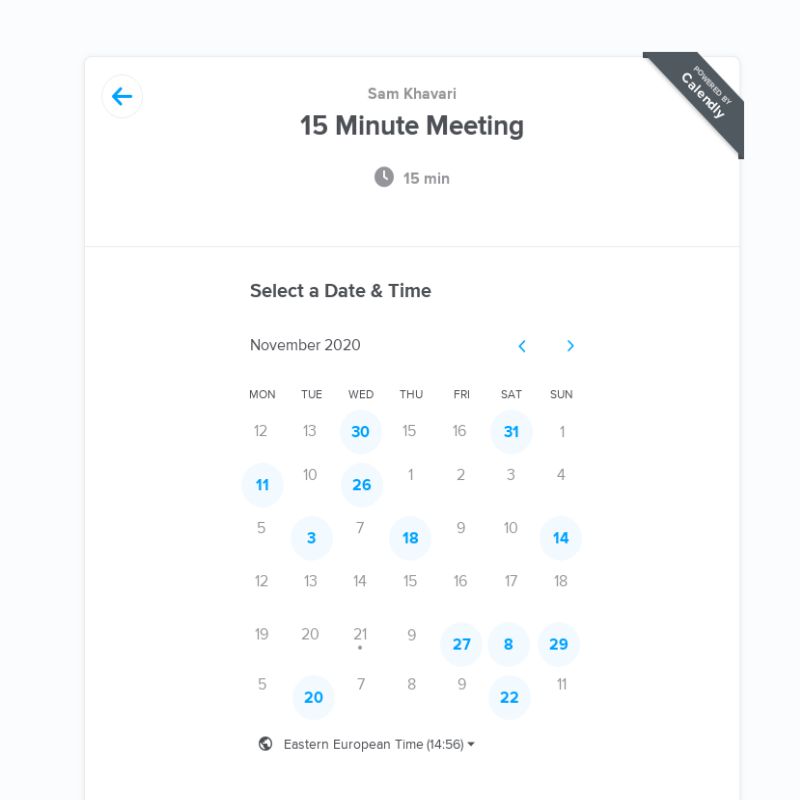 POWERED BY
Calendly
Sam Khavari
15 Minute Meeting
15 min
Select a Date & Time
November 2020
MON TUE WED THU FRI SAT SUN
12 13 30 15 16 31 1
11 10 26 1 2 3 4
5 3 7 18 9 10 14
12 13 14 15 16 17 18
19 20 21 9 27 8 29
5 20 7 8 9 22 11
Eastern European Time (14:56)